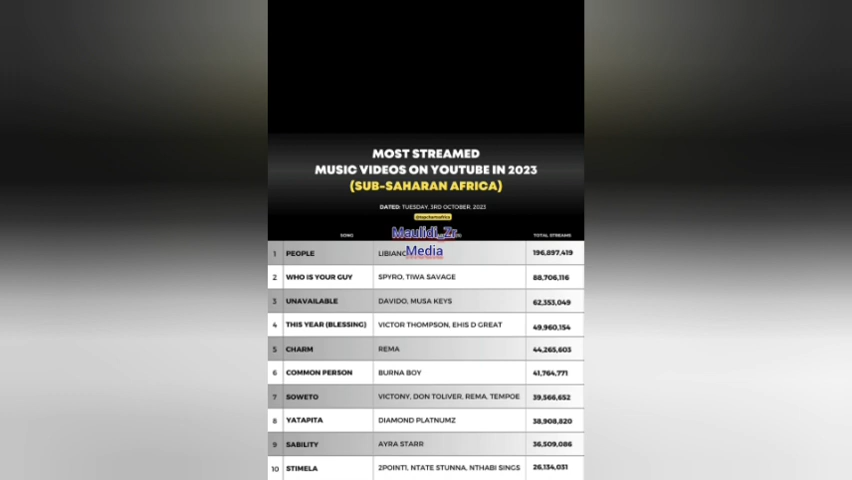 MOST STREAMED
MUSIC VIDEOS ON YOUTUBE IN 2023
(SUB-SAHARAN AFRICA)
DATED: TUESDAY, 3RD OCTOBER, 2023
@topchartsafrica
Maulidi_Zr
Media
SONG TOTAL STREAMS
1 PEOPLE 196,897,419
2 WHO IS YOUR GUY SPYRO, TIWA SAVAGE 88,706,116
3 UNAVAILABLE DAVIDO, MUSA KEYS 62,353,049
4 THIS YEAR (BLESSING) VICTOR THOMPSON, EHIS D GREAT 49,960,154
5 CHARM REMA 44,265,603
6 COMMON PERSON BURNA BOY 41,764,771
7 SOWETO VICTONY, DON TOLIVER, REMA, TEMPOE 39,566,652
8 YATAPITA DIAMOND PLATNUMZ 38,908,820
9 SABILITY AYRA STARR 36,509,086
10 STIMELA 2POINT1, NTATE STUNNA, NTHABI SINGS 26,134,031